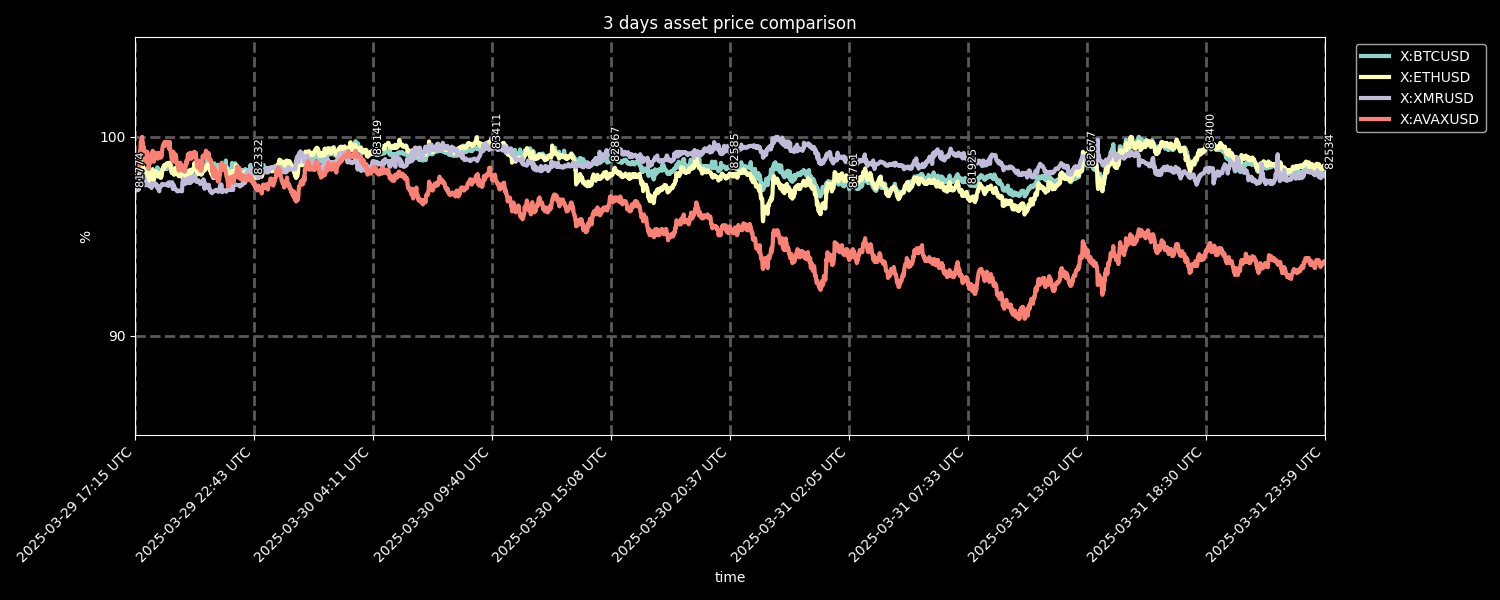 3 days asset price comparison
X:BTCUSD
X:ETHUSD
X:XMRUSD
X:AVAXUSD
100
90
%
82332
83149
83411
82867
82585
81761
81925
82677
83400
82534
2025-03-29 17:15 UTC
2025-03-29 22:43 UTC
2025-03-30 04:11 UTC
2025-03-30 09:40 UTC
2025-03-30 15:08 UTC
2025-03-30 20:37 UTC
2025-03-31 02:05 UTC
2025-03-31 07:33 UTC
2025-03-31 13:02 UTC
2025-03-31 18:30 UTC
2025-03-31 23:59 UTC
time